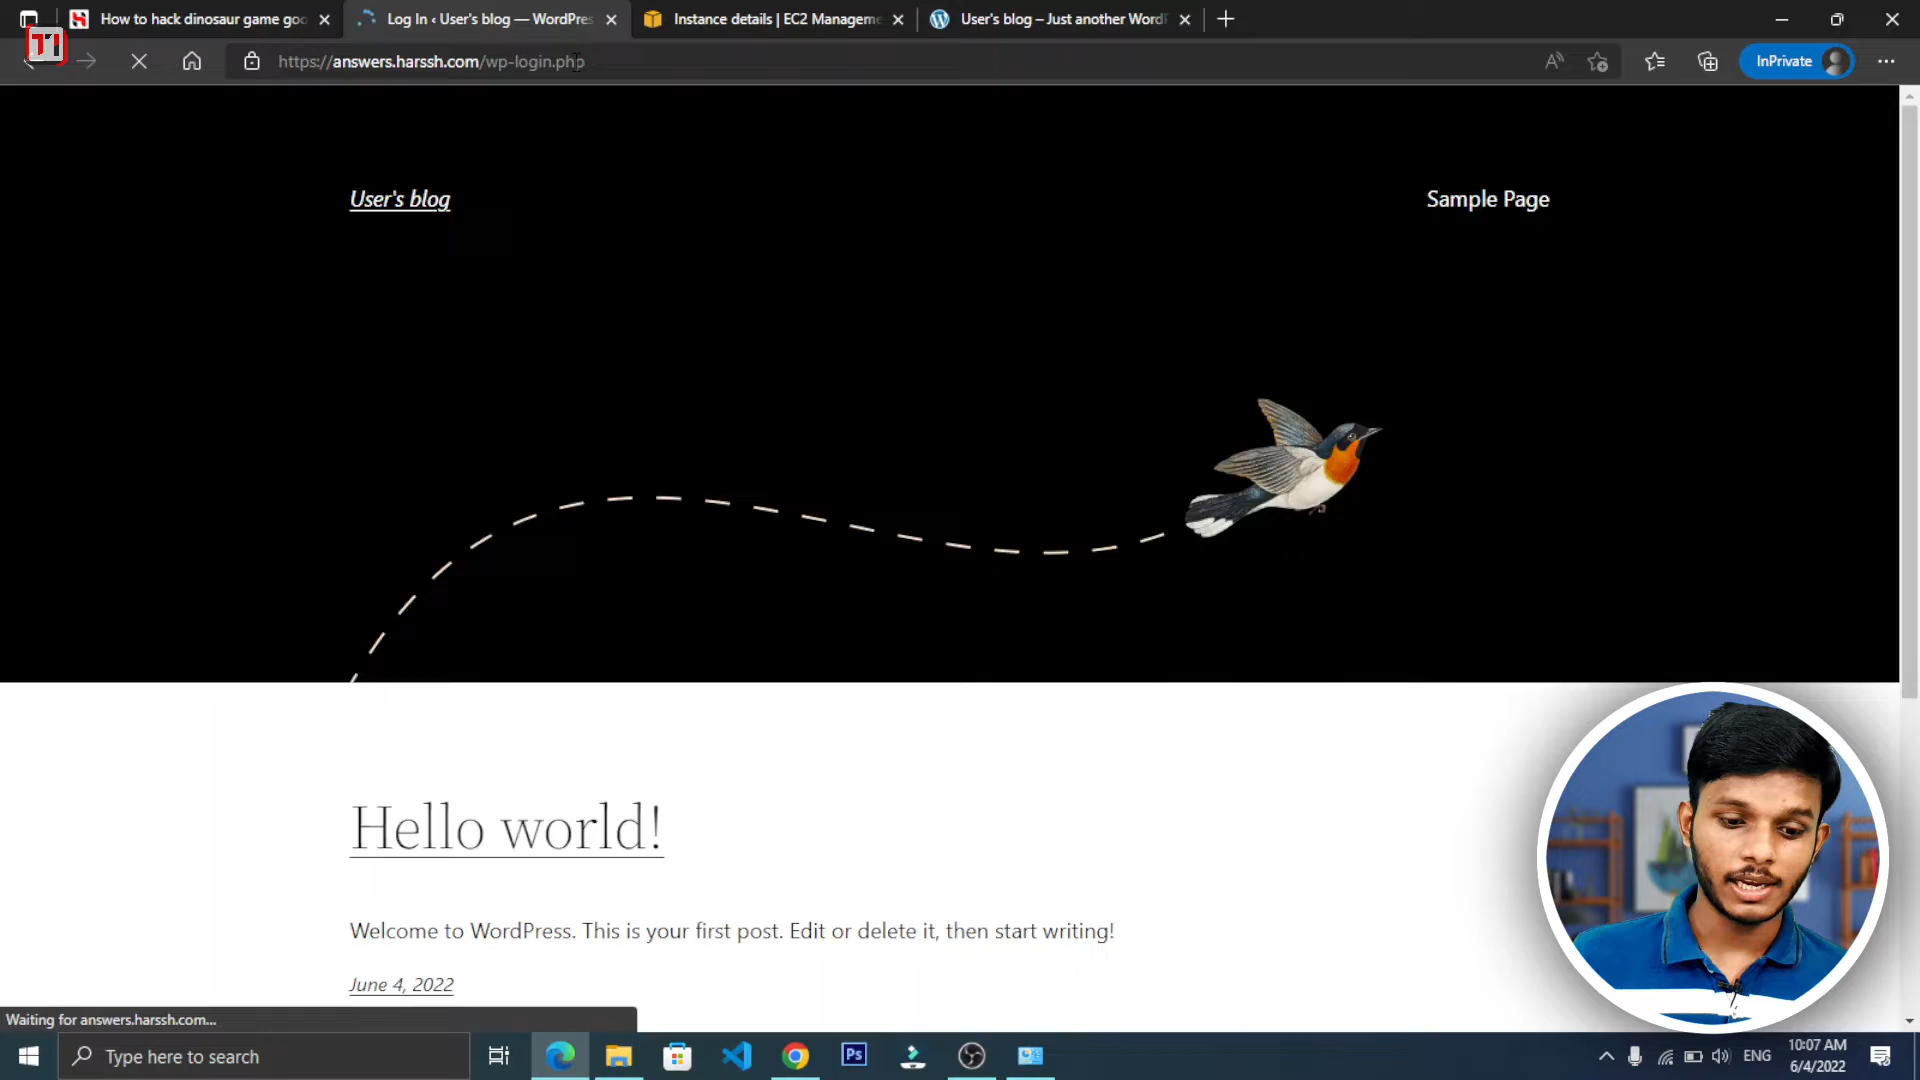 How to hack dinosaur game goo
Log In ‹ User's blog — WordPres
Instance details | EC2 Manageme
User's blog – Just another WordP
https://answers.harssh.com/wp-login.php
InPrivate
User's blog
Sample Page
Hello world!
Welcome to WordPress. This is your first post. Edit or delete it, then start writing!
June 4, 2022
Waiting for answers.harssh.com...
Type here to search
Ps
ENG
10:07 AM
6/4/2022